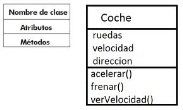 Nombre de clase
Atributos
Métodos
Coche
ruedas
velocidad
direccion
acelerar()
frenar()
verVelocidad()